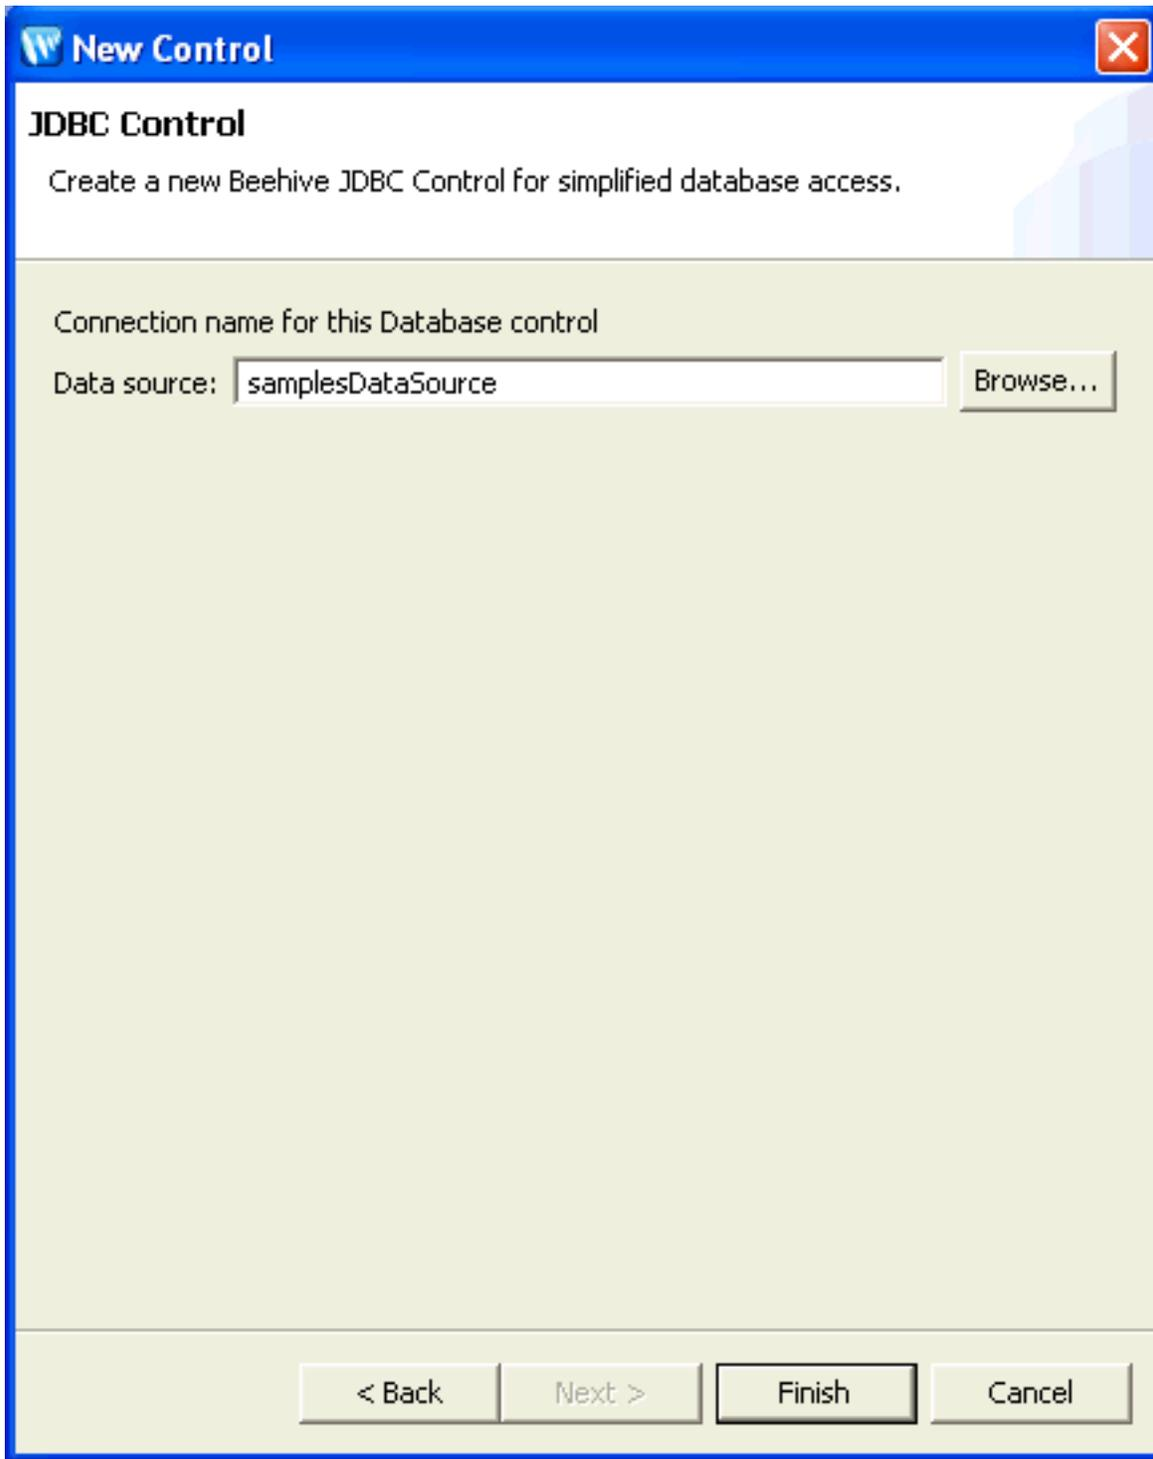 New Control
JDBC Control
Create a new Beehive JDBC Control for simplified database access.
Connection name for this Database control
Data source: samplesDataSource Browse...
< Back Next > Finish Cancel